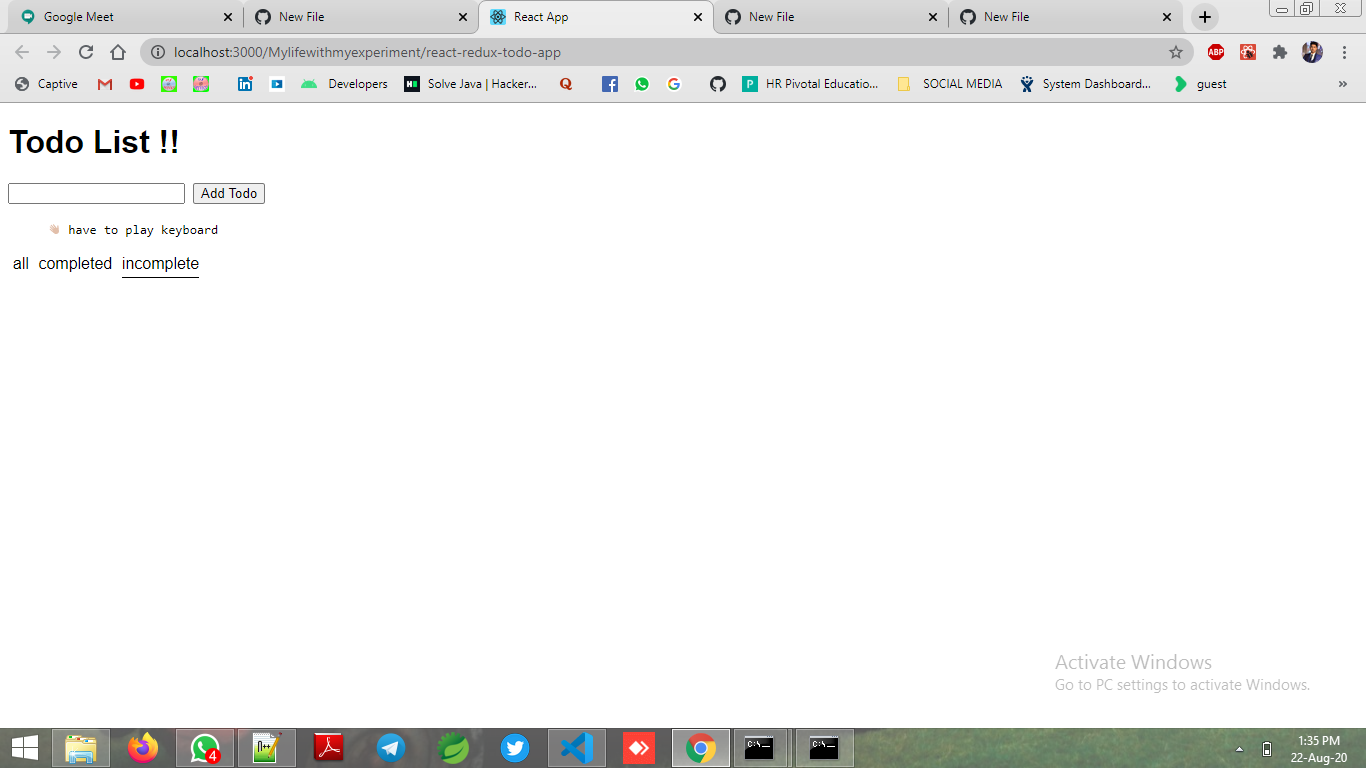 Google Meet New File React App New File New File
localhost:3000/Mylifewithmyexperiment/react-redux-todo-app ABP
Captive Developers Solve Java | Hacker... HR Pivotal Educatio... SOCIAL MEDIA System Dashboard... guest
Todo List !!
Add Todo
👋🏻 have to play keyboard
all completed incomplete
Activate Windows
Go to PC settings to activate Windows.
4
1:35 PM
22-Aug-20